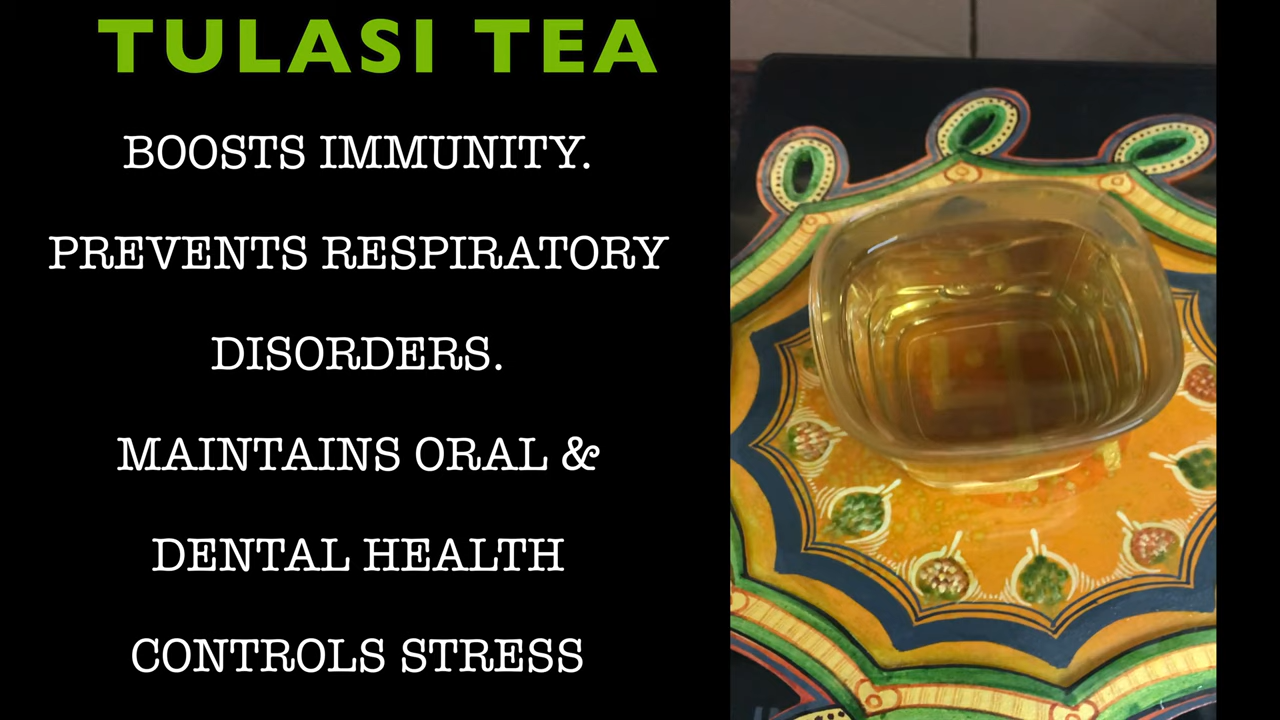 TULASI TEA
BOOSTS IMMUNITY.
PREVENTS RESPIRATORY
DISORDERS.
MAINTAINS ORAL &
DENTAL HEALTH
CONTROLS STRESS